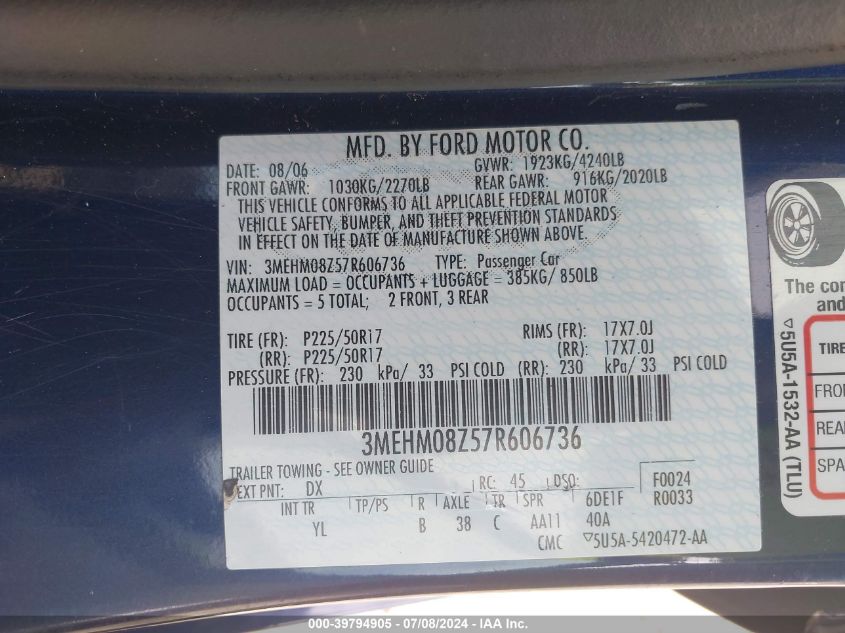 MFD. BY FORD MOTOR CO.
DATE: 08/06 GVWR: 1923KG/4240LB
FRONT GAWR: 1030KG/2270LB REAR GAWR: 916KG/2020LB
THIS VEHICLE CONFORMS TO ALL APPLICABLE FEDERAL MOTOR
VEHICLE SAFETY, BUMPER, AND THEFT PREVENTION STANDARDS
IN EFFECT ON THE DATE OF MANUFACTURE SHOWN ABOVE.
VIN: 3MEHM08Z57R606736 TYPE: Passenger Car
MAXIMUM LOAD = OCCUPANTS + LUGGAGE = 385KG/ 850LB
OCCUPANTS = 5 TOTAL; 2 FRONT, 3 REAR
TIRE (FR): P225/50R17 RIMS (FR): 17X7.0J
(RR): P225/50R17 (RR): 17X7.0J
PRESSURE (FR): 230 kPa/ 33 PSI COLD (RR): 230 kPa/ 33 PSI COLD
3MEHM08Z57R606736
TRAILER TOWING - SEE OWNER GUIDE
EXT PNT: DX RC: 45 DSO: F0024
INT TR TP/PS R AXLE TR SPR 6DE1F R0033
YL B 38 C AA11 40A
CMC ▽5U5A-5420472-AA
The con
and
▽5U5A-1532-AA (TLU)
TIRE
FRO
REA
SPA
000-39794905 - 07/08/2024 - IAA Inc.